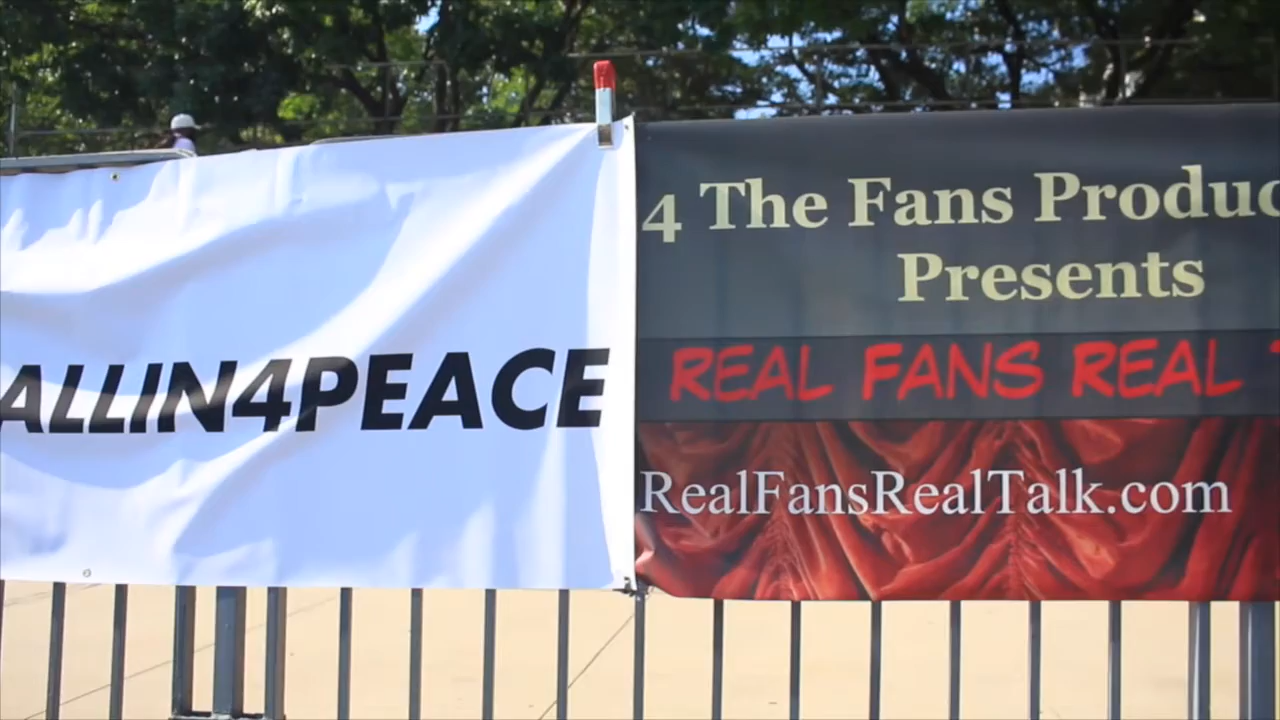 ALLIN4PEACE
4 The Fans Produc
Presents
REAL FANS REAL
RealFansRealTalk.com